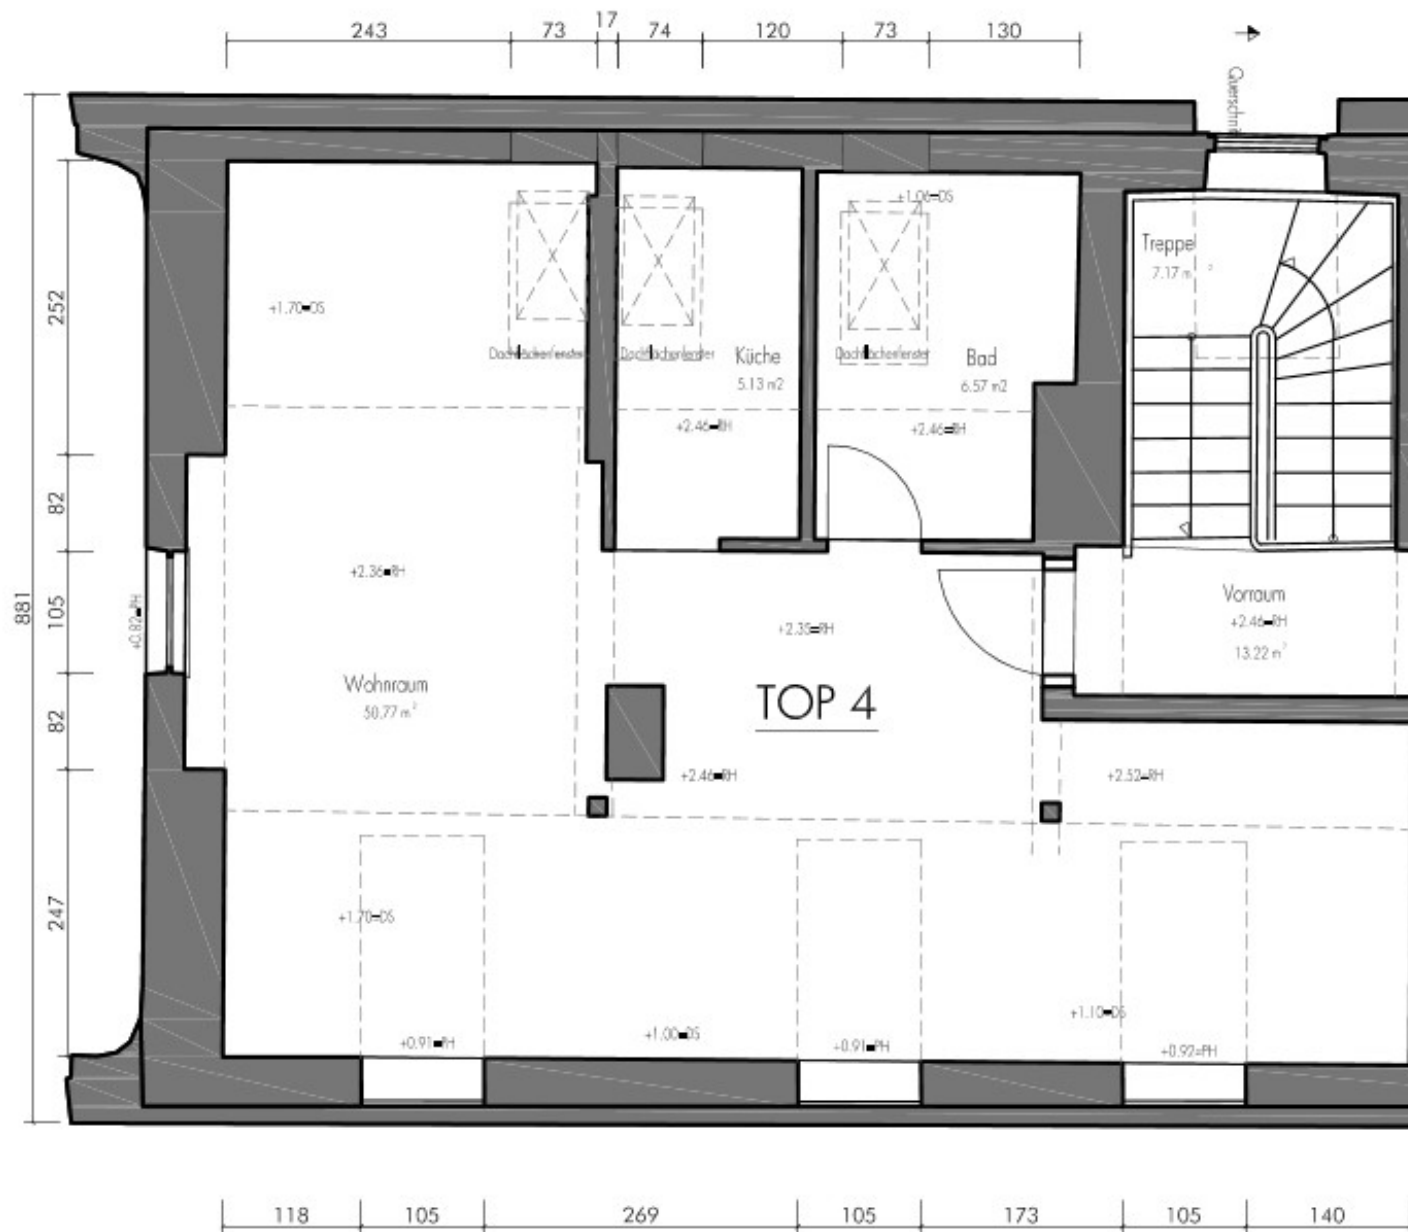 243 73 17 74 120 73 130
Querschni
881
252
82
105
82
247
+1.06=DS
Treppe
7.17 m²
+1.70=DS
Dachflächenfenster
Dachflächenfenster
Küche
5.13 m2
Dachflächenfenster
Bad
6.57 m2
+2.46=RH
+2.46=RH
+2.36=RH
+0.82=PH
+2.35=RH
Vorraum
+2.46=RH
13.22 m²
Wohnraum
50.77 m²
TOP 4
+2.46=RH
+2.52=RH
+1.70=DS
+1.10=DS
+0.91=PH
+1.00=DS
+0.91=PH
+0.92=PH
118 105 269 105 173 105 140